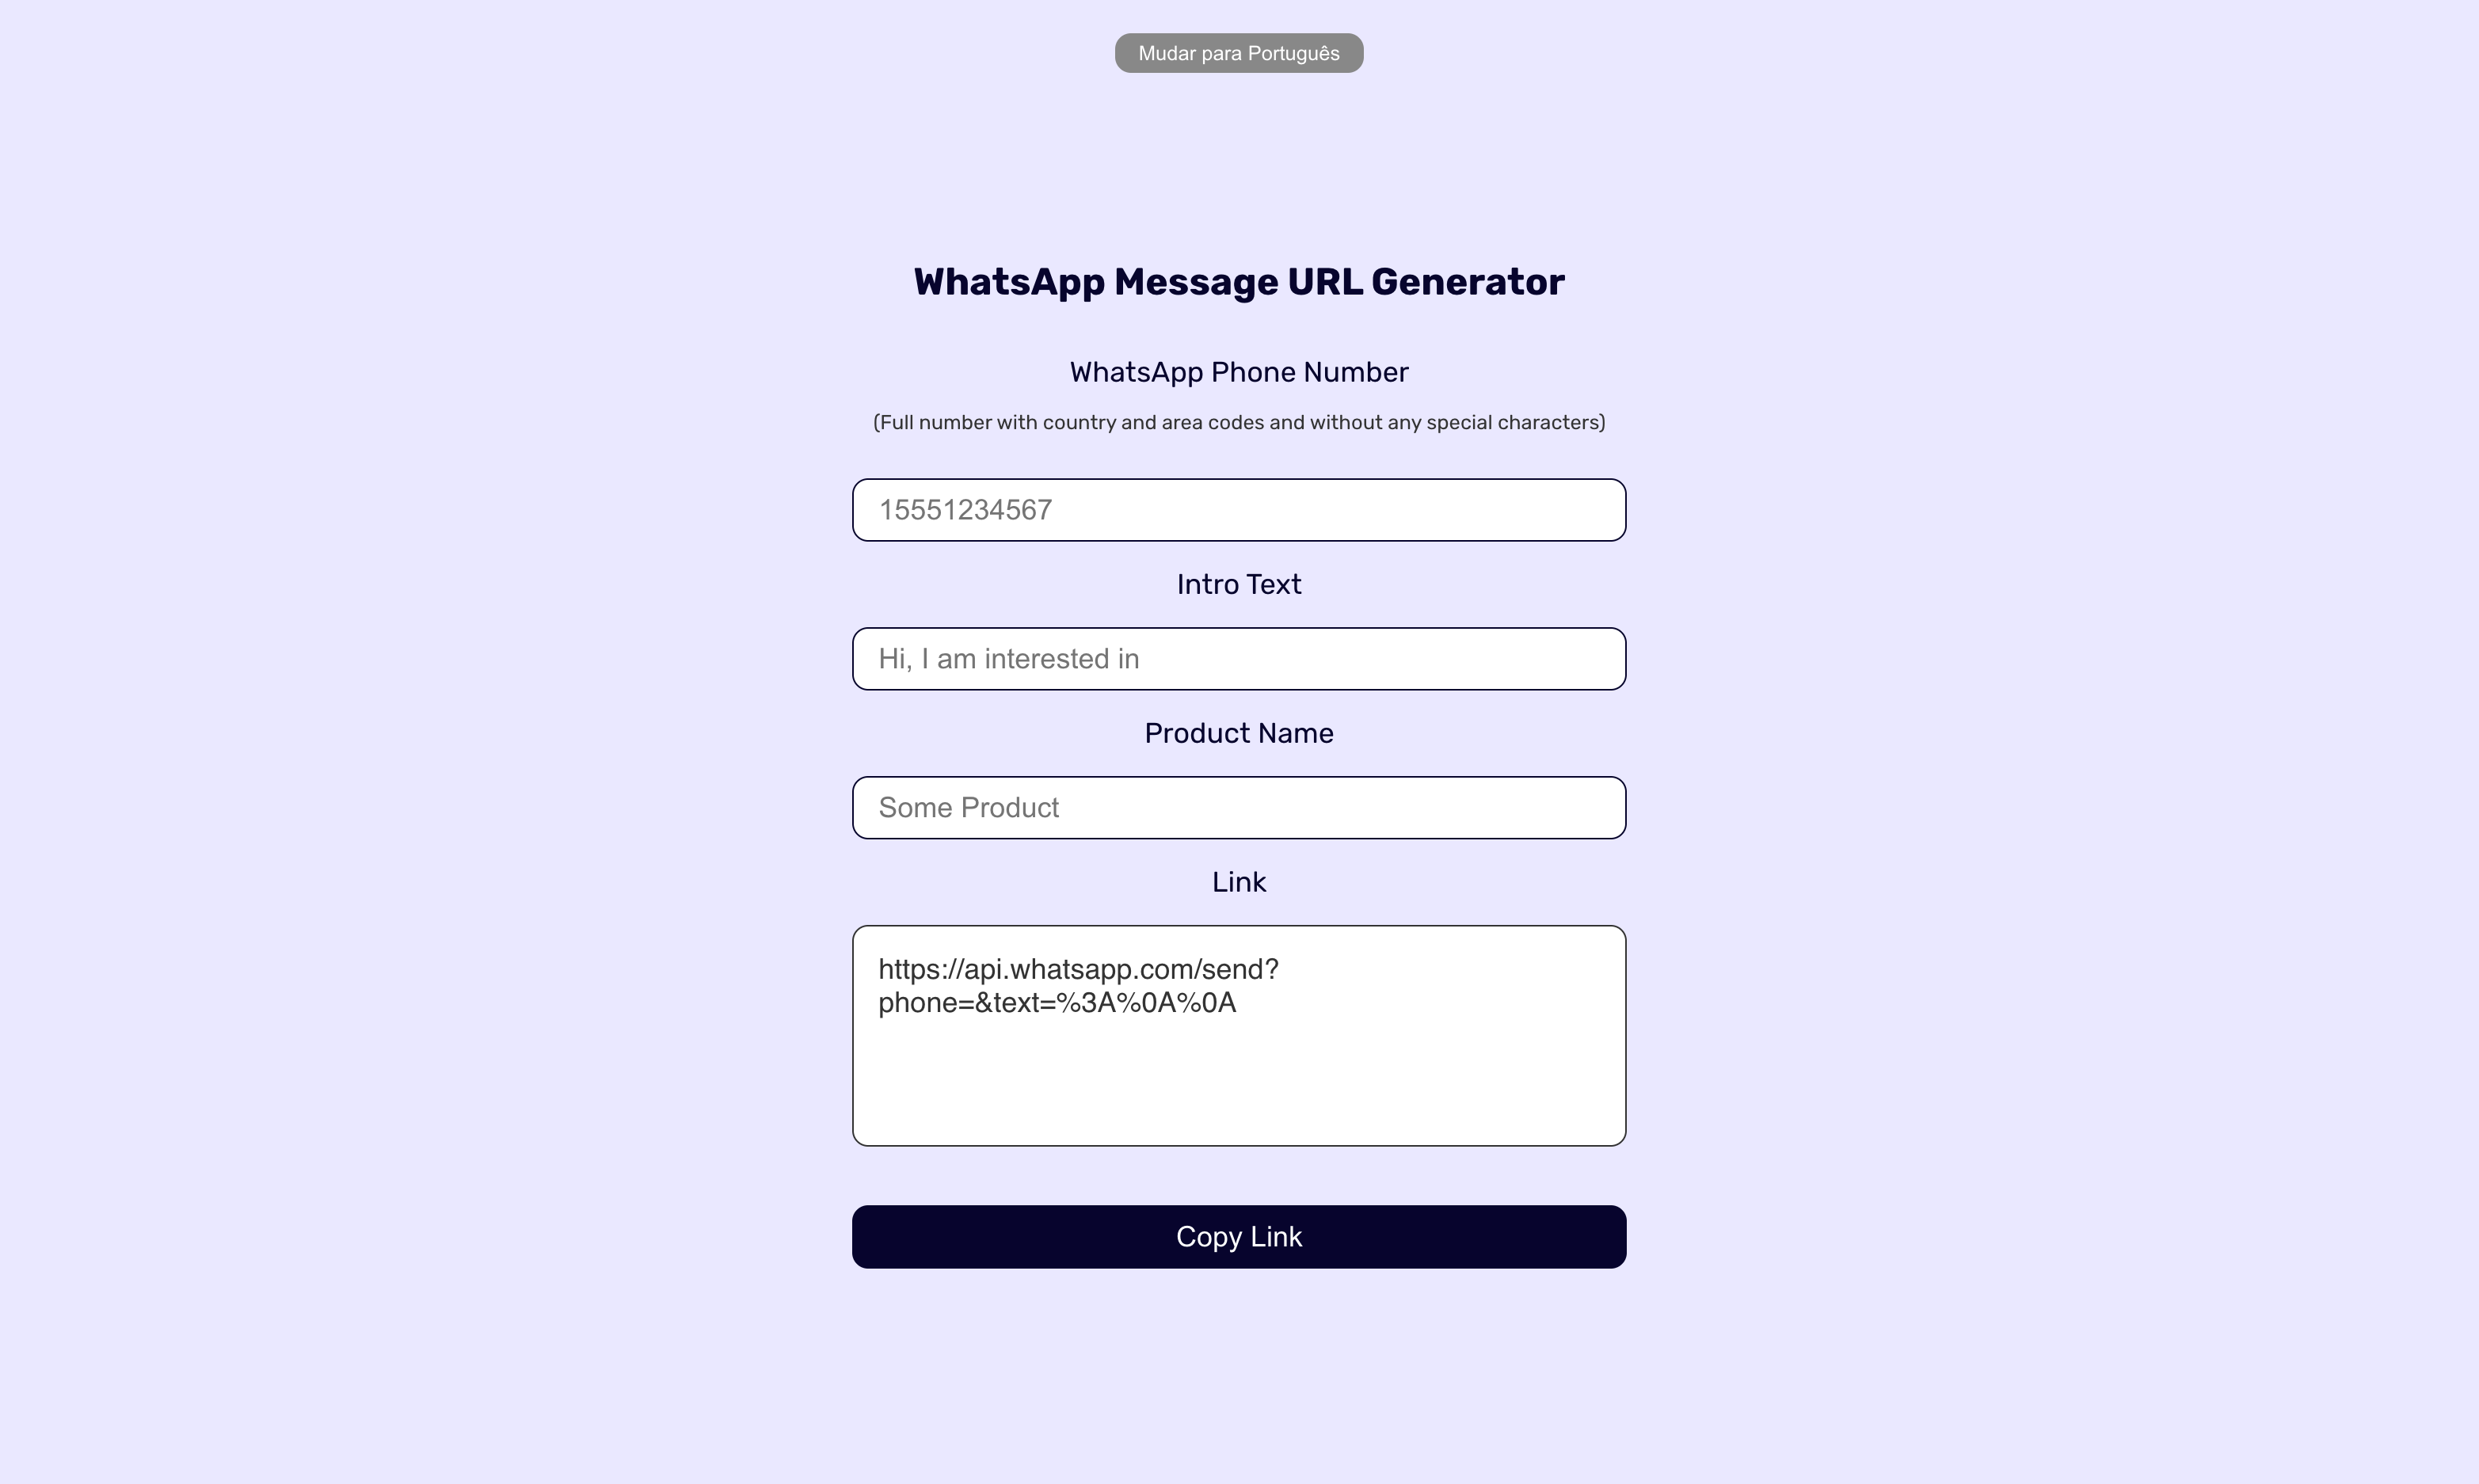 Mudar para Português
WhatsApp Message URL Generator
WhatsApp Phone Number
(Full number with country and area codes and without any special characters)
15551234567
Intro Text
Hi, I am interested in
Product Name
Some Product
Link
https://api.whatsapp.com/send?
phone=&text=%3A%0A%0A
Copy Link